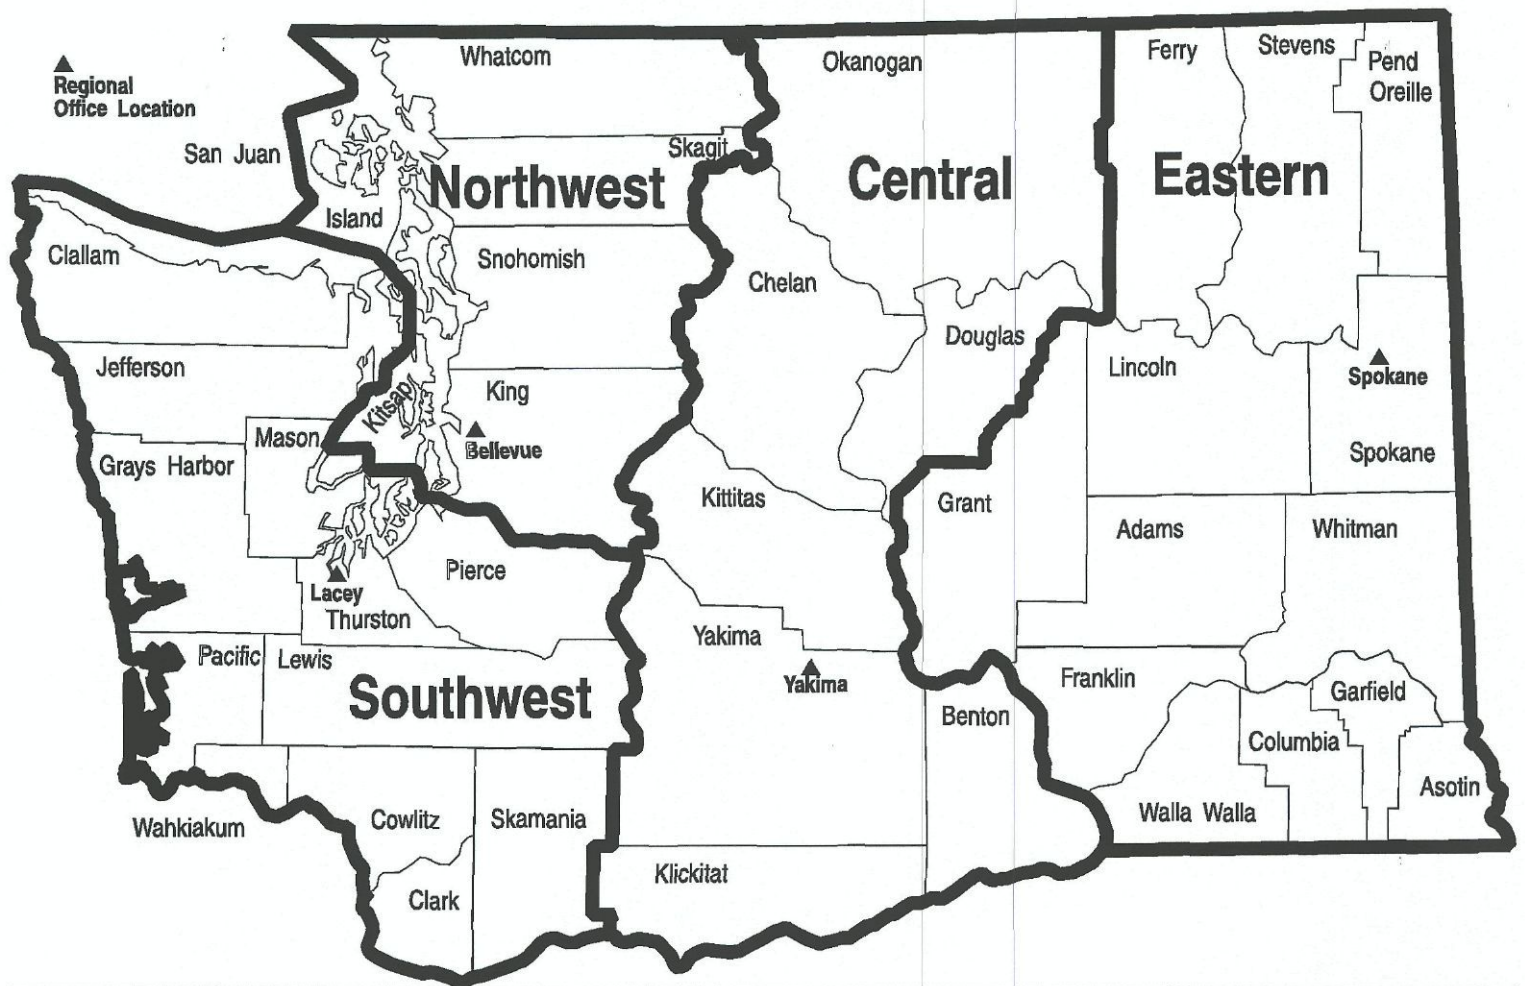 Regional
Office Location
San Juan
Whatcom
Skagit
Northwest
Island
Snohomish
King
Bellevue
Kitsap
Clallam
Jefferson
Mason
Grays Harbor
Pierce
Lacey
Thurston
Pacific
Lewis
Southwest
Wahkiakum
Cowlitz
Skamania
Clark
Okanogan
Central
Chelan
Douglas
Kittitas
Yakima
Yakima
Benton
Klickitat
Ferry
Stevens
Pend
Oreille
Eastern
Lincoln
Spokane
Spokane
Grant
Adams
Whitman
Franklin
Garfield
Columbia
Asotin
Walla Walla